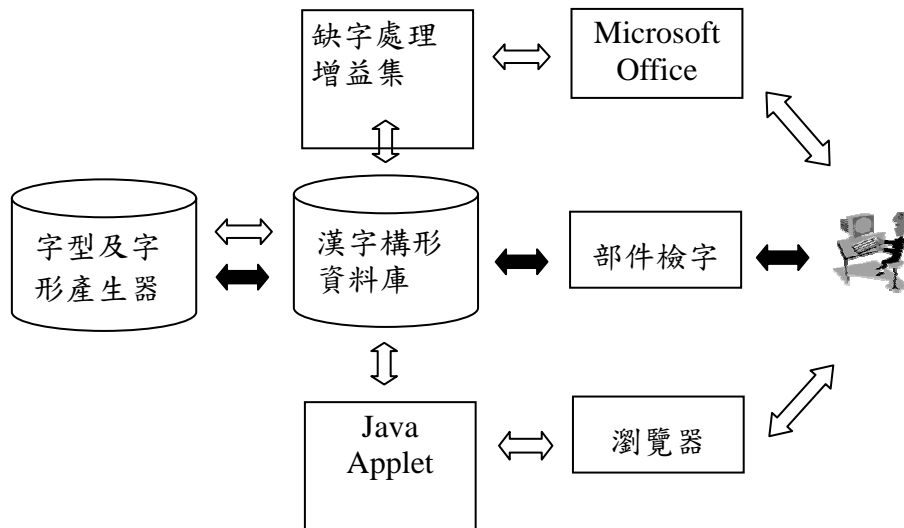 缺字處理
增益集
Microsoft
Office
字型及字
形產生器
漢字構形
資料庫
部件檢字
Java
Applet
瀏覽器